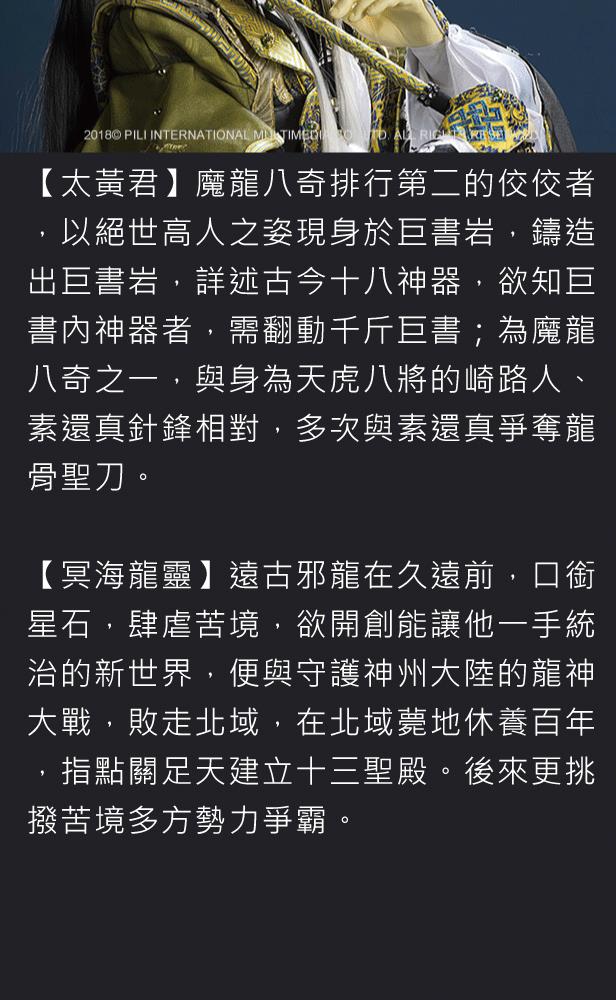 2018© PILI INTERNATIONAL MULTIMEDIA CO., LTD. ALL RIGHTS RESERVED.
【太黃君】魔龍八奇排行第二的佼佼者
，以絕世高人之姿現身於巨書岩，鑄造
出巨書岩，詳述古今十八神器，欲知巨
書內神器者，需翻動千斤巨書；為魔龍
八奇之一，與身為天虎八將的崎路人、
素還真針鋒相對，多次與素還真爭奪龍
骨聖刀。
【冥海龍靈】遠古邪龍在久遠前，口銜
星石，肆虐苦境，欲開創能讓他一手統
治的新世界，便與守護神州大陸的龍神
大戰，敗走北域，在北域薨地休養百年
，指點關足天建立十三聖殿。後來更挑
撥苦境多方勢力爭霸。